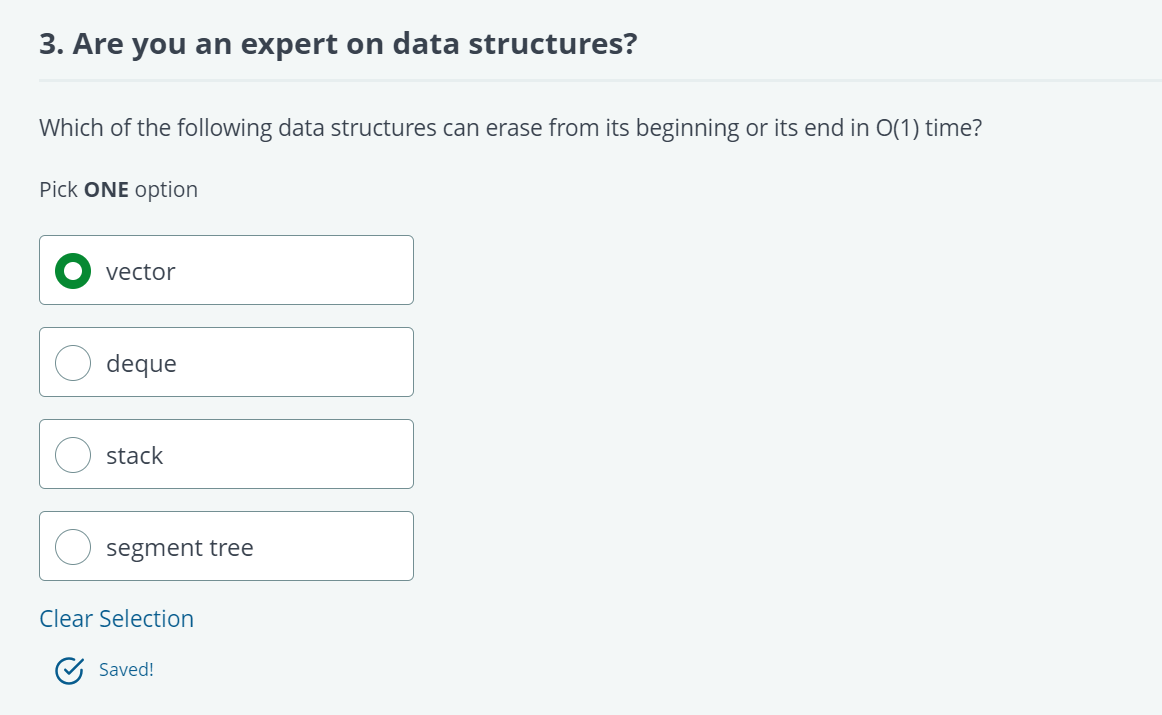 3. Are you an expert on data structures?
Which of the following data structures can erase from its beginning or its end in O(1) time?
Pick ONE option
vector
deque
stack
segment tree
Clear Selection
Saved!